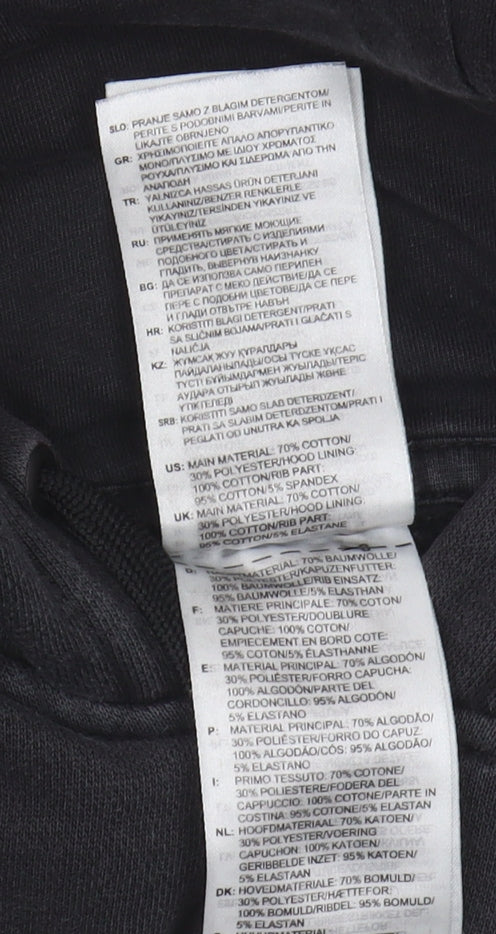 SLO: PRANJE SAMO Z BLAGIM DETERGENTOM/
PERITE S PODOBNIMI BARVAMI/PERITE IN
LIKAJTE OBRNJENO
GR: ΧΡΗΣΙΜΟΠΟΙΕΙΤΕ ΑΠΑΛΟ ΑΠΟΡΥΠΑΝΤΙΚΟ
ΜΟΝΟ/ΠΛΥΣΙΜΟ ΜΕ ΙΔΙΟΥ ΧΡΩΜΑΤΟΣ
ΡΟΥΧΑ/ΠΛΥΣΙΜΟ ΚΑΙ ΣΙΔΕΡΩΜΑ ΑΠΟ ΤΗΝ
ΑΝΑΠΟΔΗ
TR: YALNIZCA HASSAS ÜRÜN DETERJANI
KULLANINIZ/BENZER RENKLERLE
YIKAYINIZ/TERSİNDEN YIKAYINIZ VE
ÜTÜLEYİNİZ
RU: ПРИМЕНЯТЬ МЯГКИЕ МОЮЩИЕ
СРЕДСТВА/СТИРАТЬ С ИЗДЕЛИЯМИ
ПОДОБНОГО ЦВЕТА/СТИРАТЬ И
ГЛАДИТЬ, ВЫВЕРНУВ НАИЗНАНКУ
BG: ДА СЕ ИЗПОЛЗВА САМО ПЕРИЛЕН
ПРЕПАРАТ С МЕКО ДЕЙСТВИЕ/ДА СЕ
ПЕРЕ С ПОДОБНИ ЦВЕТОВЕ/ДА СЕ ПЕРЕ
И ГЛАДИ ОТВЪТРЕ НАВЪН
HR: KORISTITI BLAGI DETERGENT/PRATI
SA SLIČNIM BOJAMA/PRATI I GLAČATI S
NALIČJA
KZ: ЖҰМСАҚ ЖУУ ҚҰРАЛДАРЫ
ПАЙДАЛАНЫЛАДЫ/ОСЫ ТҮСКЕ ҰҚСАС
ТҮСТІ БҰЙЫМДАРМЕН ЖУЫЛАДЫ/ТЕРІС
АУДАРА ОТЫРЫП ЖУЫЛАДЫ ЖӘНЕ
ҮТІКТЕЛЕДІ
SRB: KORISTITI SAMO SLAB DETERDZENT/
PRATI SA SLABIM DETERDZENTOM/PRATI I
PEGLATI OD UNUTRA KA SPOLJA
US: MAIN MATERIAL: 70% COTTON/
30% POLYESTER/HOOD LINING:
100% COTTON/RIB PART:
95% COTTON/5% SPANDEX
UK: MAIN MATERIAL: 70% COTTON/
30% POLYESTER/HOOD LINING:
100% COTTON/RIB PART:
95% COTTON/5% ELASTANE
70% BAUMWOLLE/
30% POLYESTER/KAPUZENFUTTER:
100% BAUMWOLLE/RIB EINSATZ:
95% BAUMWOLLE/5% ELASTHAN
F: MATIERE PRINCIPALE: 70% COTON/
30% POLYESTER/DOUBLURE
CAPUCHE: 100% COTON/
EMPIECEMENT EN BORD COTE:
95% COTON/5% ÉLASTHANNE
E: MATERIAL PRINCIPAL: 70% ALGODÓN/
30% POLIÉSTER/FORRO CAPUCHA:
100% ALGODÓN/PARTE DEL
CORDONCILLO: 95% ALGODÓN/
5% ELASTANO
P: MATERIAL PRINCIPAL: 70% ALGODÃO/
30% POLIÉSTER/FORRO DO CAPUZ:
100% ALGODÃO/CÓS: 95% ALGODÃO/
5% ELASTANO
I: PRIMO TESSUTO: 70% COTONE/
30% POLIESTERE/FODERA DEL
CAPPUCCIO: 100% COTONE/PARTE IN
COSTINA: 95% COTONE/5% ELASTAN
NL: HOOFDMATERIAAL: 70% KATOEN/
30% POLYESTER/VOERING
CAPUCHON: 100% KATOEN/
GERIBBELDE INZET: 95% KATOEN/
5% ELASTAAN
DK: HOVEDMATERIALE: 70% BOMULD/
30% POLYESTER/HÆTTEFOR:
100% BOMULD/RIBDEL: 95% BOMULD/
5% ELASTANE